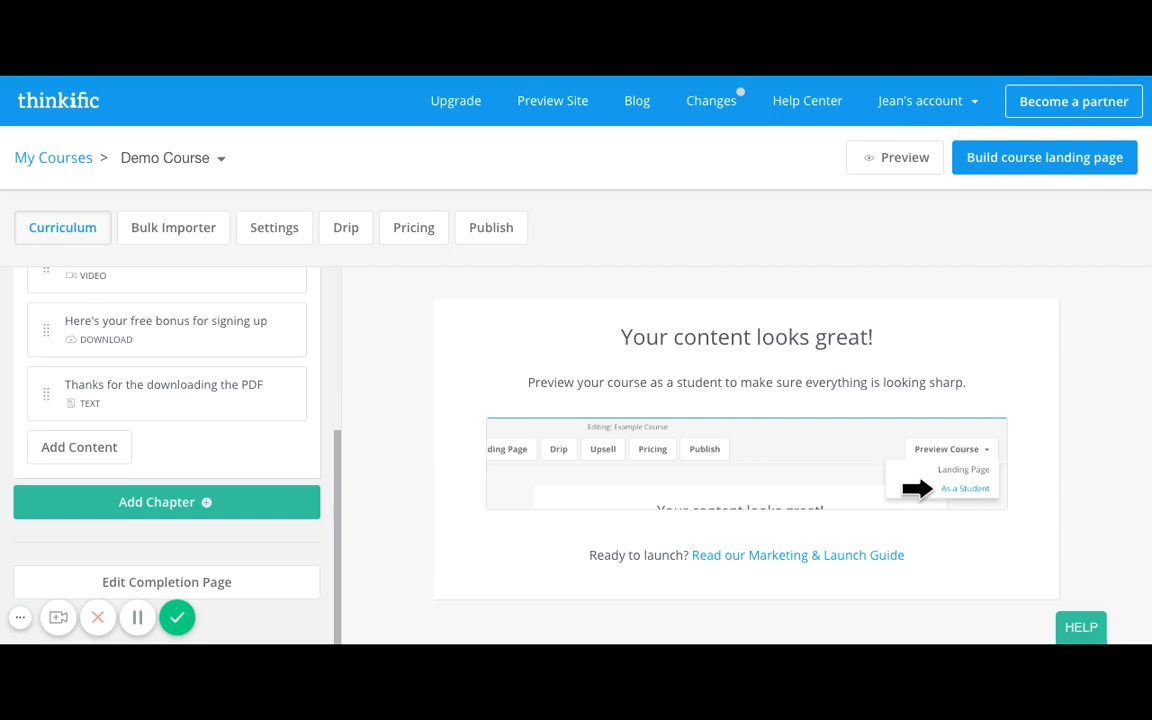 thinkific
Upgrade
Preview Site
Blog
Changes
Help Center
Jean's account
Become a partner
My Courses > Demo Course
Preview
Build course landing page
Curriculum
Bulk Importer
Settings
Drip
Pricing
Publish
VIDEO
Here's your free bonus for signing up
DOWNLOAD
Thanks for the downloading the PDF
TEXT
Add Content
Add Chapter
Edit Completion Page
Your content looks great!
Preview your course as a student to make sure everything is looking sharp.
Editing: Example Course
ding Page
Drip
Upsell
Pricing
Publish
Preview Course
Landing Page
As a Student
Your content looks great!
Ready to launch? Read our Marketing & Launch Guide
HELP